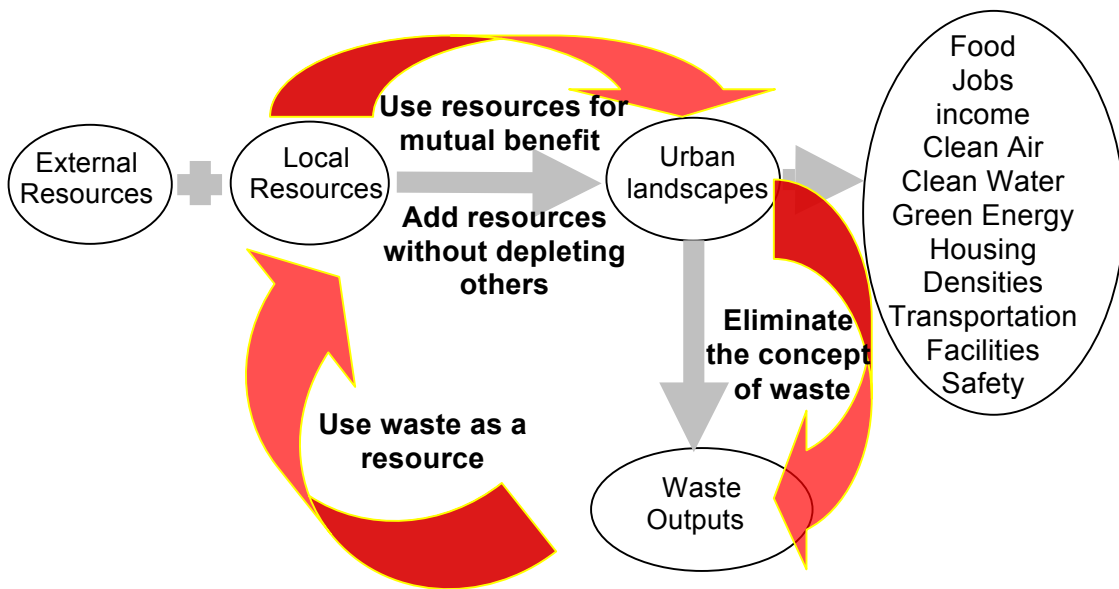 External
Resources
Local
Resources
Use resources for
mutual benefit
Add resources
without depleting
others
Urban
landscapes
Food
Jobs
income
Clean Air
Clean Water
Green Energy
Housing
Densities
Transportation
Facilities
Safety
Eliminate
the concept
of waste
Use waste as a
resource
Waste
Outputs